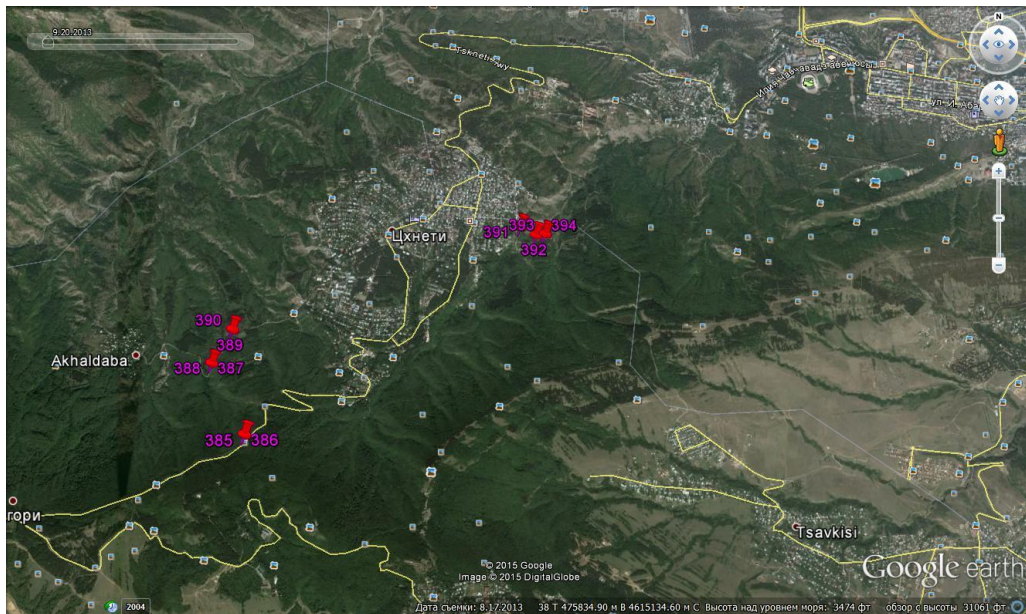 9.20.2013
N
Tskneti
ул. И. Аба
391 393 394
392
Цхнети
390
389
388 387
Akhaldaba
385 386
гори
Tsavkisi
© 2015 Google
Image © 2015 DigitalGlobe
Google earth
2004
Дата съемки: 8.17.2013 38 T 475834.90 м В 4615134.60 м С Высота над уровнем моря: 3474 фт обзор с высоты 31061 фт